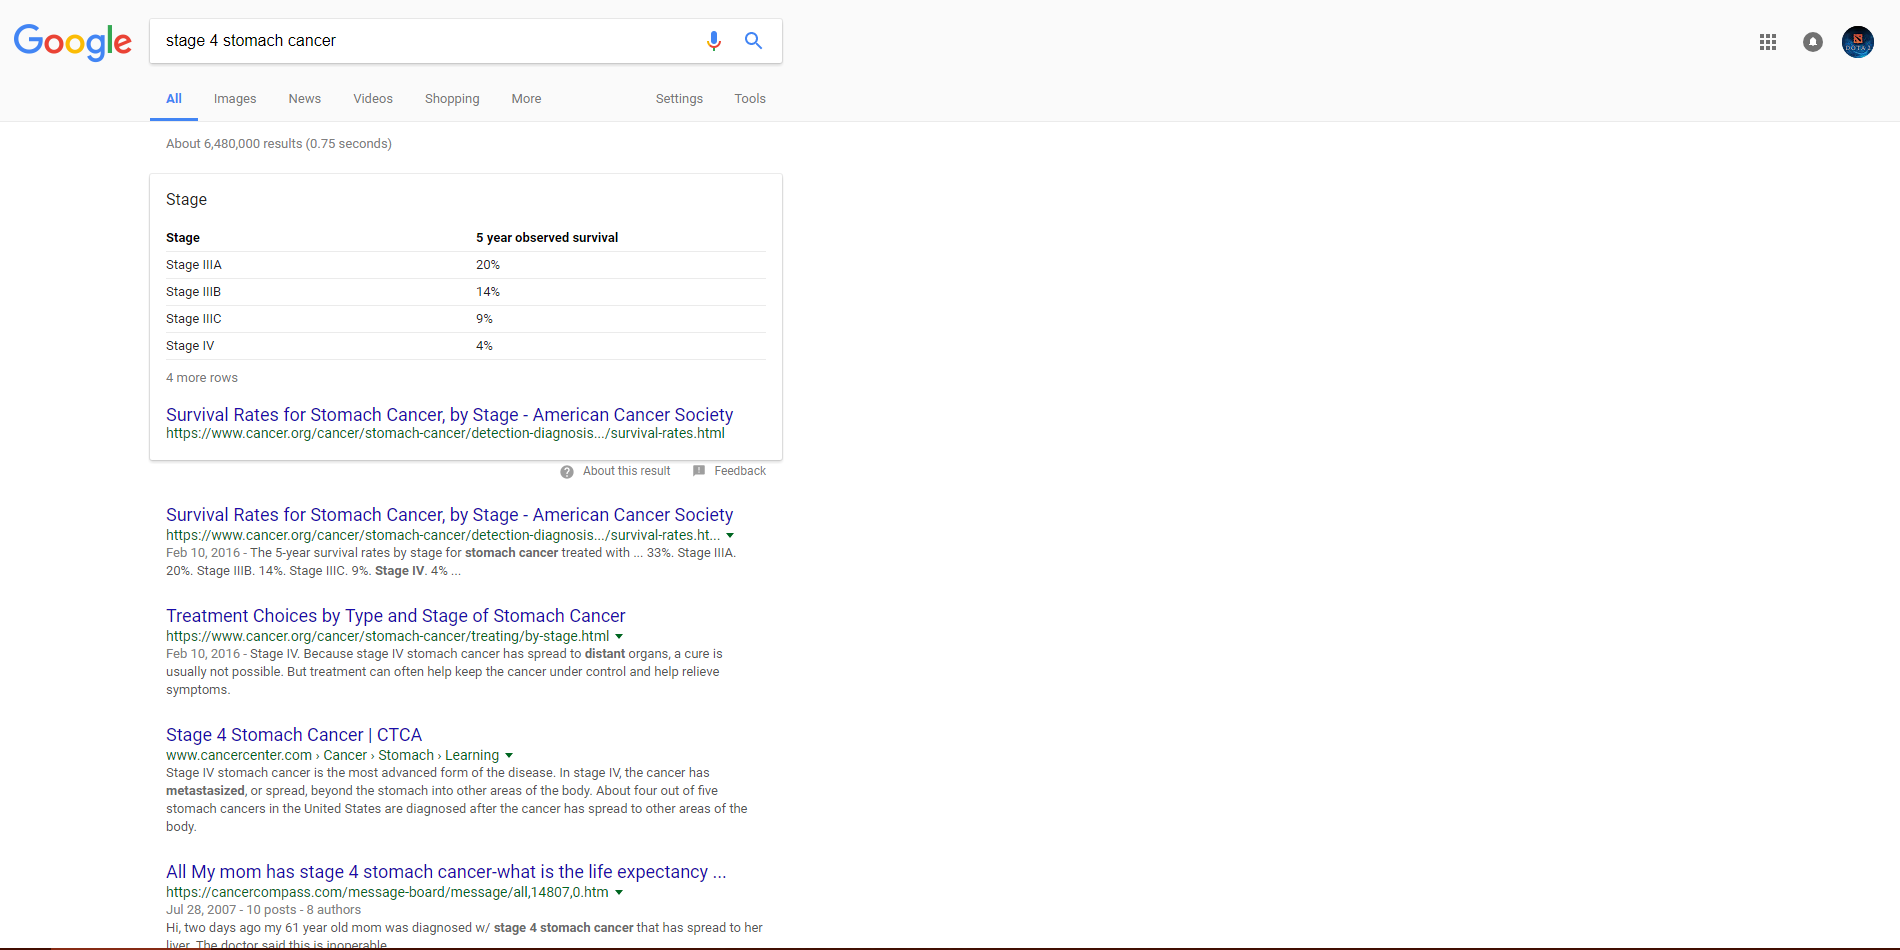 Google
stage 4 stomach cancer
DOTA 2
All Images News Videos Shopping More Settings Tools
About 6,480,000 results (0.75 seconds)
Stage
Stage 5 year observed survival
Stage IIIA 20%
Stage IIIB 14%
Stage IIIC 9%
Stage IV 4%
4 more rows
Survival Rates for Stomach Cancer, by Stage - American Cancer Society
https://www.cancer.org/cancer/stomach-cancer/detection-diagnosis.../survival-rates.html
About this result Feedback
Survival Rates for Stomach Cancer, by Stage - American Cancer Society
https://www.cancer.org/cancer/stomach-cancer/detection-diagnosis.../survival-rates.ht...
Feb 10, 2016 - The 5-year survival rates by stage for stomach cancer treated with ... 33%. Stage IIIA.
20%. Stage IIIB. 14%. Stage IIIC. 9%. Stage IV. 4% ...
Treatment Choices by Type and Stage of Stomach Cancer
https://www.cancer.org/cancer/stomach-cancer/treating/by-stage.html
Feb 10, 2016 - Stage IV. Because stage IV stomach cancer has spread to distant organs, a cure is
usually not possible. But treatment can often help keep the cancer under control and help relieve
symptoms.
Stage 4 Stomach Cancer | CTCA
www.cancercenter.com › Cancer › Stomach › Learning
Stage IV stomach cancer is the most advanced form of the disease. In stage IV, the cancer has
metastasized, or spread, beyond the stomach into other areas of the body. About four out of five
stomach cancers in the United States are diagnosed after the cancer has spread to other areas of the
body.
All My mom has stage 4 stomach cancer-what is the life expectancy ...
https://cancercompass.com/message-board/message/all,14807,0.htm
Jul 28, 2007 - 10 posts - 8 authors
Hi, two days ago my 61 year old mom was diagnosed w/ stage 4 stomach cancer that has spread to her
liver. The doctor said this is inoperable